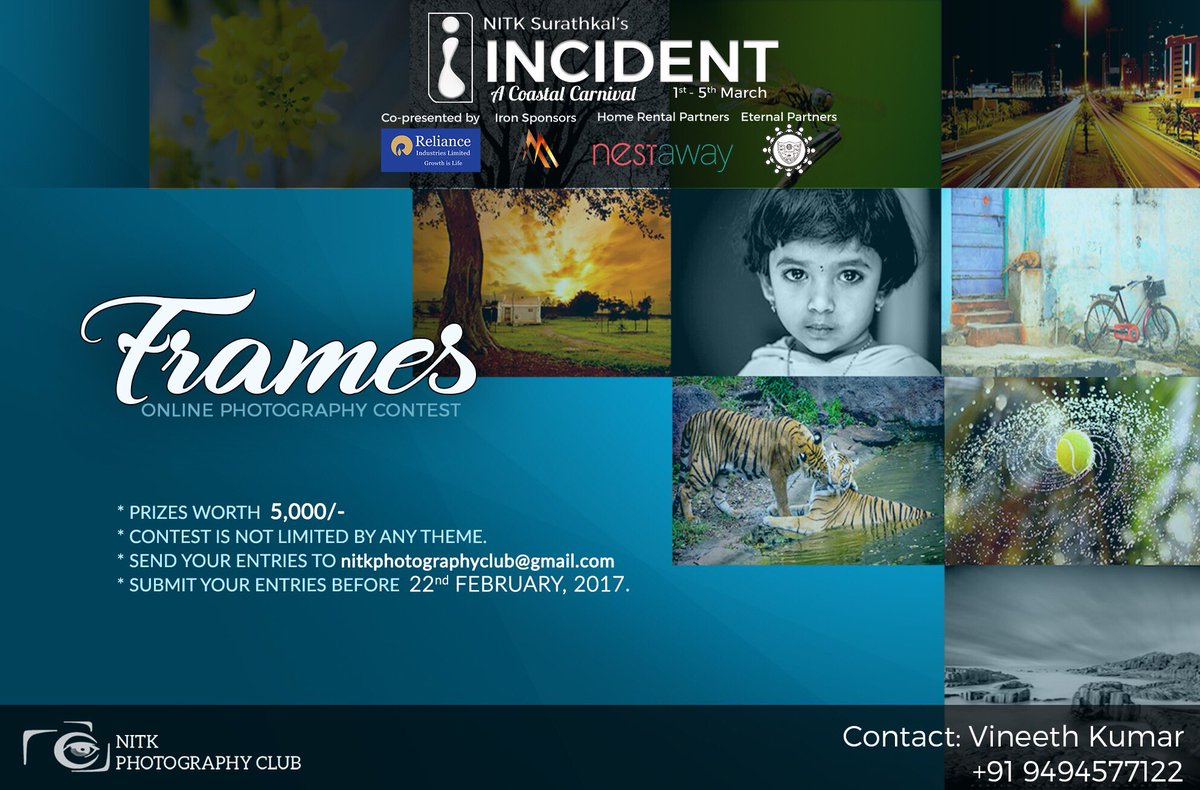 NITK Surathkal's
INCIDENT
A Coastal Carnival 1st - 5th March
Co-presented by Iron Sponsors Home Rental Partners Eternal Partners
Reliance
Industries Limited
Growth is Life
nestaway
Frames
ONLINE PHOTOGRAPHY CONTEST
* PRIZES WORTH 5,000/-
* CONTEST IS NOT LIMITED BY ANY THEME.
* SEND YOUR ENTRIES TO nitkphotographyclub@gmail.com
* SUBMIT YOUR ENTRIES BEFORE 22nd FEBRUARY, 2017.
NITK
PHOTOGRAPHY CLUB
Contact: Vineeth Kumar
+91 9494577122